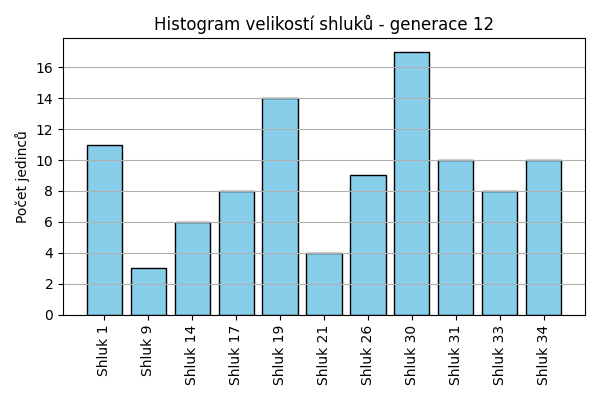 Histogram velikostí shluků - generace 12
Počet jedinců
16
14
12
10
8
6
4
2
0
Shluk 1
Shluk 9
Shluk 14
Shluk 17
Shluk 19
Shluk 21
Shluk 26
Shluk 30
Shluk 31
Shluk 33
Shluk 34